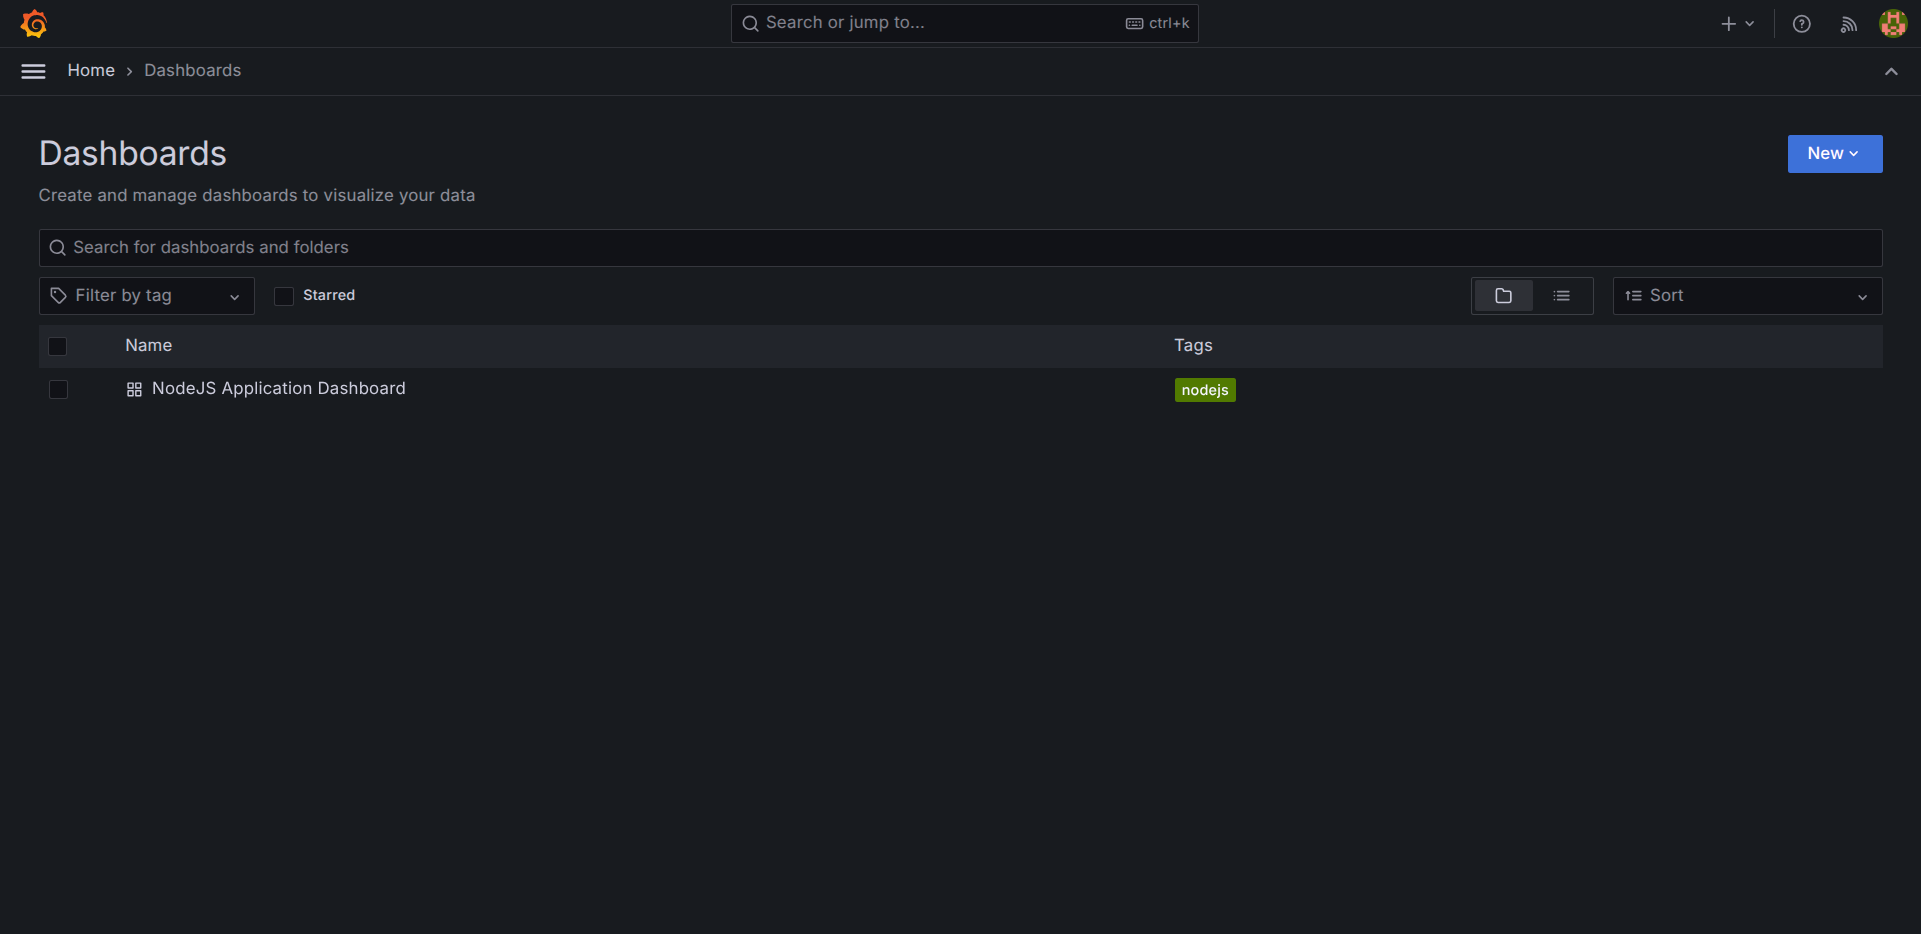 Search or jump to...
ctrl+k
Home
Dashboards
Dashboards
New
Create and manage dashboards to visualize your data
Search for dashboards and folders
Filter by tag
Starred
Sort
Name
Tags
NodeJS Application Dashboard
nodejs